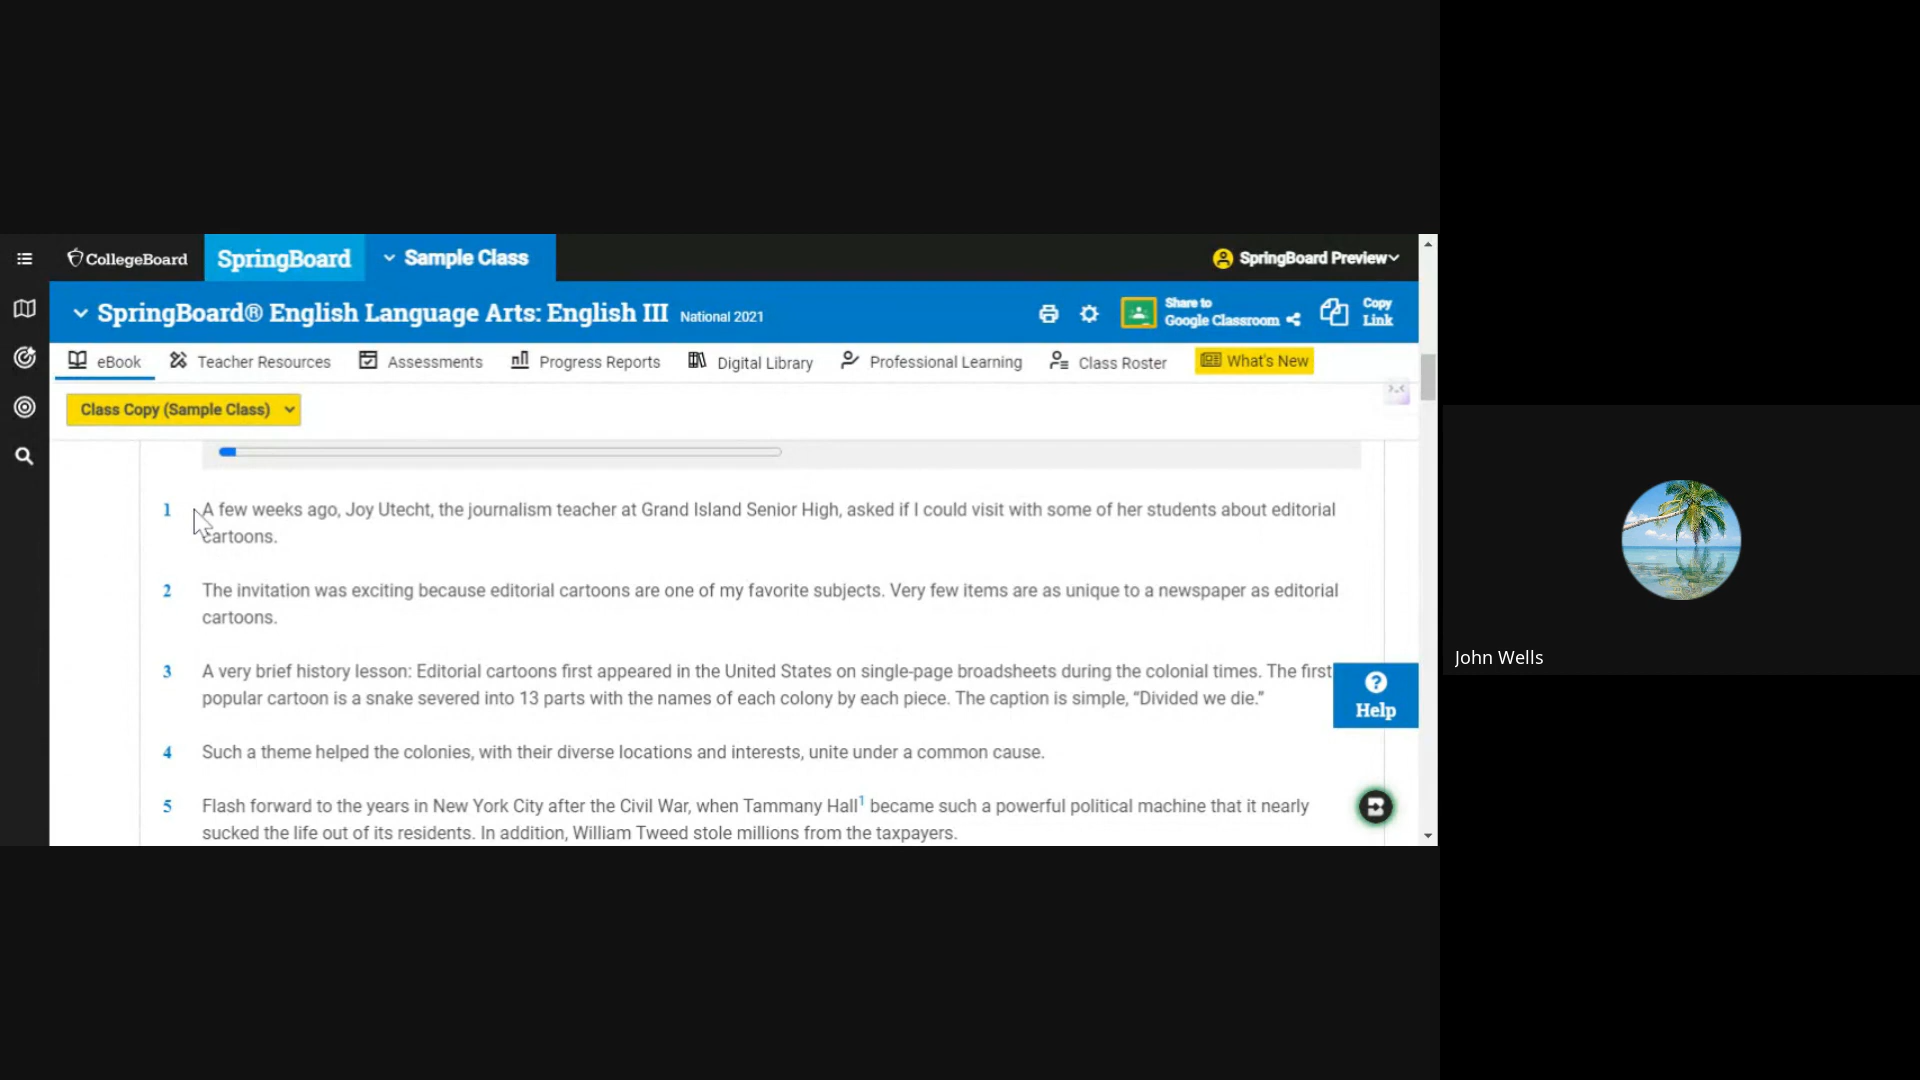 CollegeBoard SpringBoard Sample Class SpringBoard Preview
SpringBoard® English Language Arts: English III National 2021 Share to Google Classroom Copy Link
eBook Teacher Resources Assessments Progress Reports Digital Library Professional Learning Class Roster What's New
Class Copy (Sample Class)
1 A few weeks ago, Joy Utecht, the journalism teacher at Grand Island Senior High, asked if I could visit with some of her students about editorial
cartoons.
2 The invitation was exciting because editorial cartoons are one of my favorite subjects. Very few items are as unique to a newspaper as editorial
cartoons.
3 A very brief history lesson: Editorial cartoons first appeared in the United States on single-page broadsheets during the colonial times. The first
popular cartoon is a snake severed into 13 parts with the names of each colony by each piece. The caption is simple, “Divided we die.”
4 Such a theme helped the colonies, with their diverse locations and interests, unite under a common cause.
5 Flash forward to the years in New York City after the Civil War, when Tammany Hall1 became such a powerful political machine that it nearly
sucked the life out of its residents. In addition, William Tweed stole millions from the taxpayers.
Help
John Wells